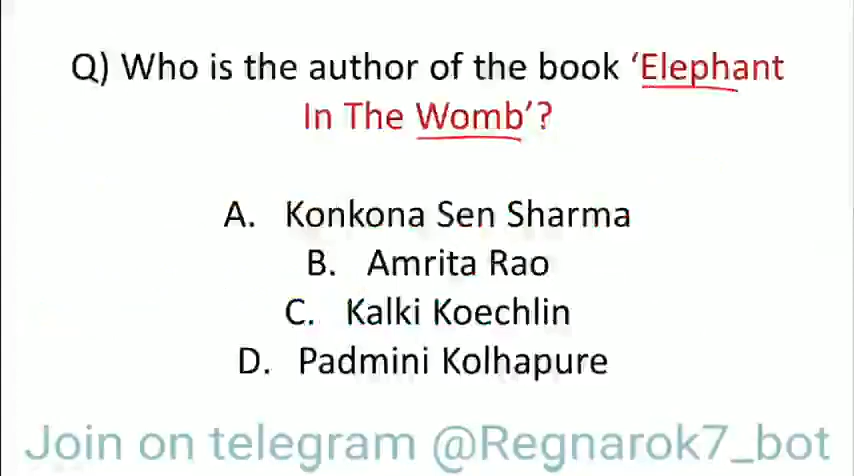 Q) Who is the author of the book ‘Elephant
In The Womb’?
A. Konkona Sen Sharma
B. Amrita Rao
C. Kalki Koechlin
D. Padmini Kolhapure
Join on telegram @Regnarok7_bot